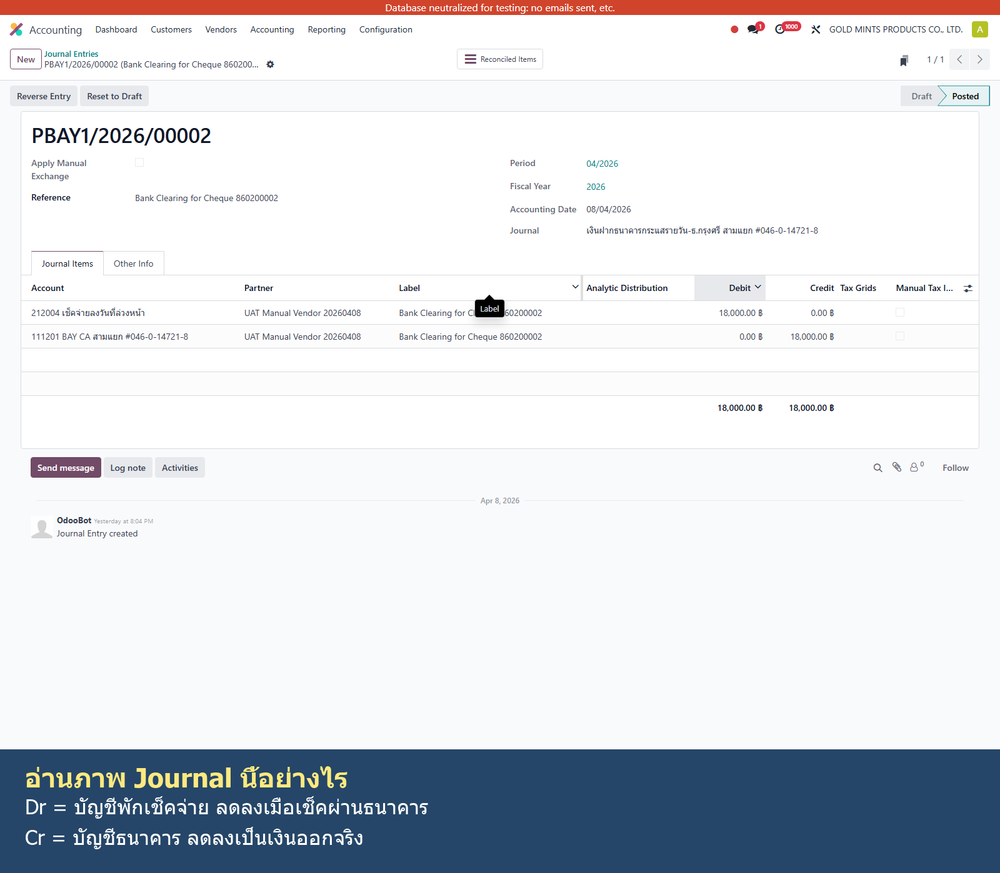 Database neutralized for testing: no emails sent, etc.
Accounting Dashboard Customers Vendors Accounting Reporting Configuration 1 1000 GOLD MINTS PRODUCTS CO., LTD. A
New Journal Entries
PBAY1/2026/00002 (Bank Clearing for Cheque 860200...
Reconciled Items
1 / 1
Reverse Entry Reset to Draft Draft Posted
PBAY1/2026/00002
Apply Manual Exchange
Period 04/2026
Fiscal Year 2026
Reference Bank Clearing for Cheque 860200002
Accounting Date 08/04/2026
Journal เงินฝากธนาคารกระแสรายวัน-ธ.กรุงศรี สามแยก #046-0-14721-8
Journal Items Other Info
Account Partner Label Analytic Distribution Debit Credit Tax Grids Manual Tax I...
Label
212004 เช็คจ่ายลงวันที่ล่วงหน้า UAT Manual Vendor 20260408 Bank Clearing for C 60200002 18,000.00 ฿ 0.00 ฿
111201 BAY CA สามแยก #046-0-14721-8 UAT Manual Vendor 20260408 Bank Clearing for Cheque 860200002 0.00 ฿ 18,000.00 ฿
18,000.00 ฿ 18,000.00 ฿
Send message Log note Activities 0 Follow
Apr 8, 2026
OdooBot Yesterday at 8:04 PM
Journal Entry created
อ่านภาพ Journal นี้อย่างไร
Dr = บัญชีพักเช็คจ่าย ลดลงเมื่อเช็คผ่านธนาคาร
Cr = บัญชีธนาคาร ลดลงเป็นเงินออกจริง